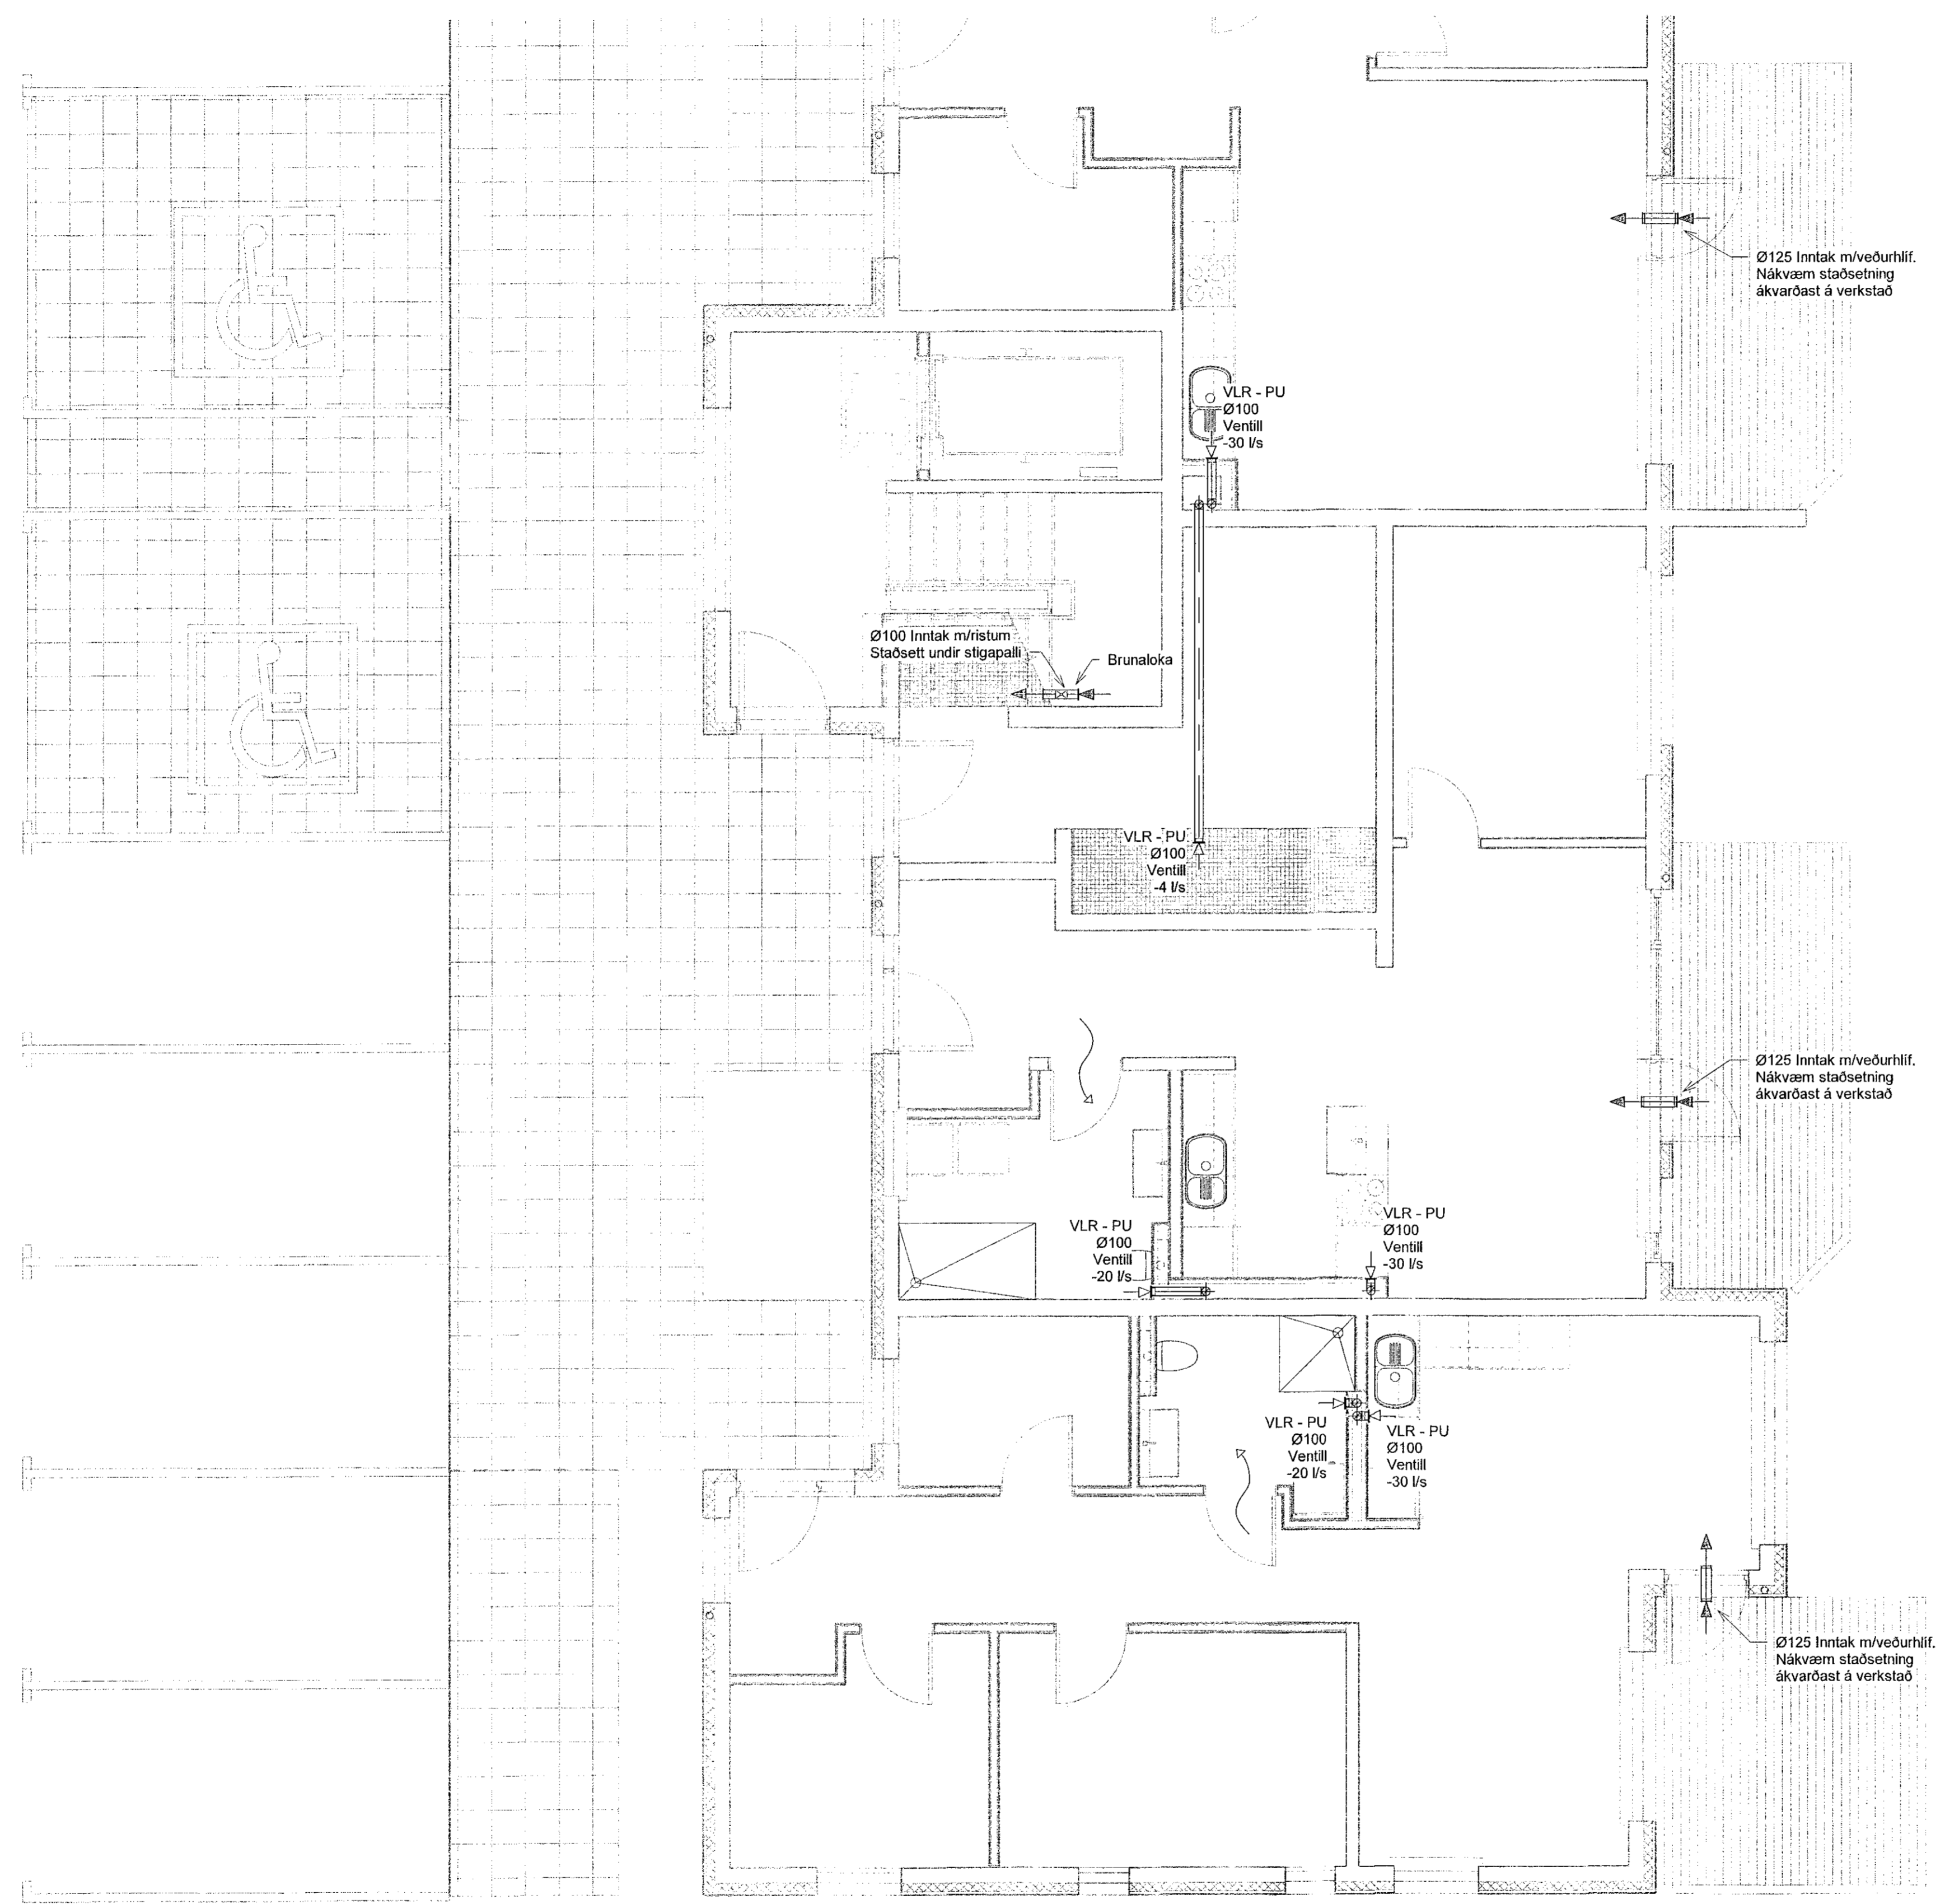 Ø125 Inntak m/veðurhlíf.
Nákvæm staðsetning
ákvarðast á verkstað
VLR - PU
Ø100
Ventill
-30 l/s
Ø100 Inntak m/ristum
Staðsett undir stigapalli
Brunaloka
VLR - PU
Ø100
Ventill
-4 l/s
Ø125 Inntak m/veðurhlíf.
Nákvæm staðsetning
ákvarðast á verkstað
VLR - PU
Ø100
Ventill
-20 l/s
VLR - PU
Ø100
Ventill
-30 l/s
VLR - PU
Ø100
Ventill
-20 l/s
VLR - PU
Ø100
Ventill
-30 l/s
Ø125 Inntak m/veðurhlíf.
Nákvæm staðsetning
ákvarðast á verkstað